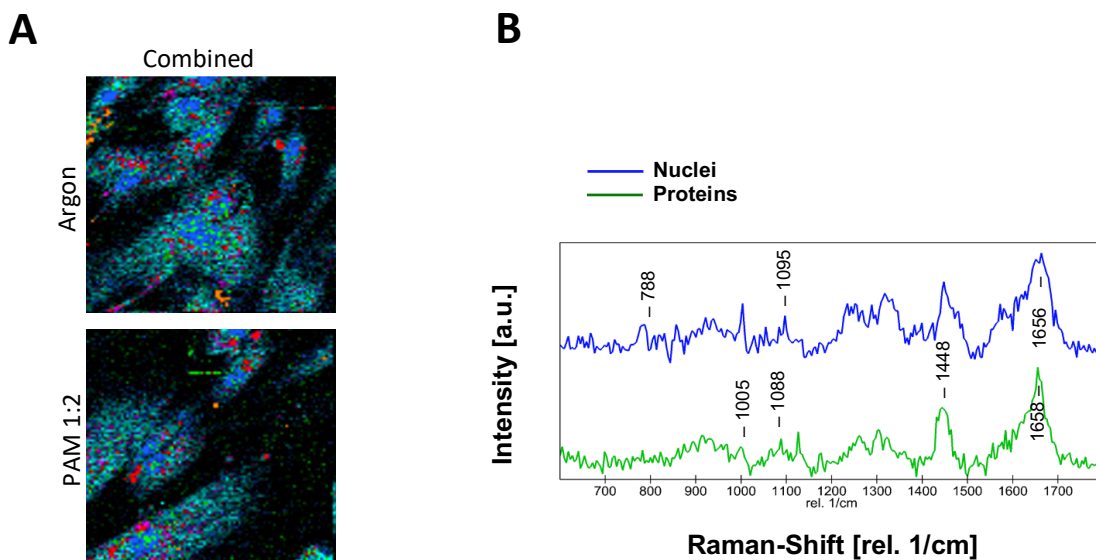 A
Combined
Argon
PAM 1:2
B
Nuclei
Proteins
Intensity [a.u.]
788
1095
1656
1005
1088
1448
1658
700 800 900 1000 1100 1200 1300 1400 1500 1600 1700
rel. 1/cm
Raman-Shift [rel. 1/cm]